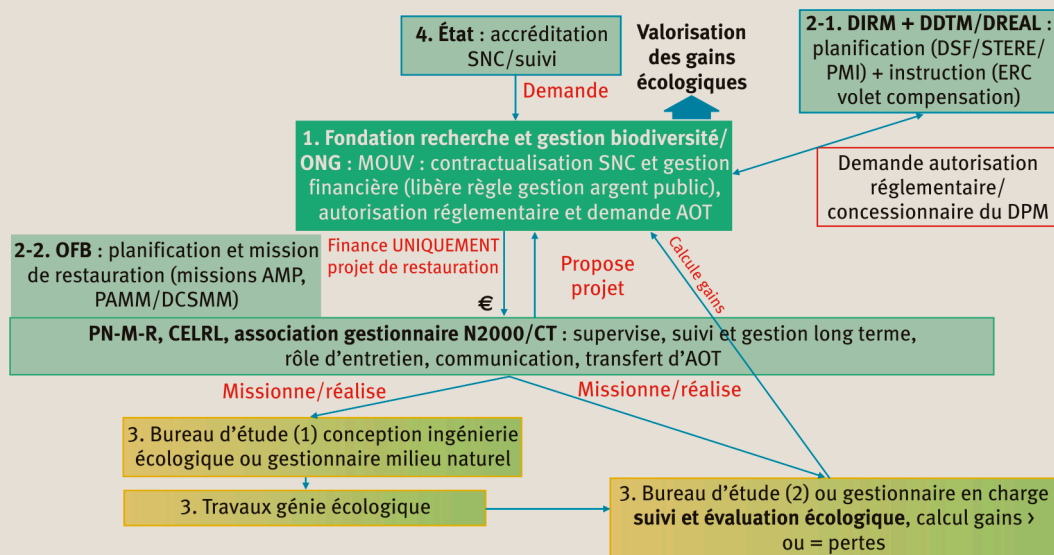 4. État : accréditation
SNC/suivi
Valorisation
des gains
écologiques
2-1. DIRM + DDTM/DREAL :
planification (DSF/STERE/
PMI) + instruction (ERC
volet compensation)
Demande
1. Fondation recherche et gestion biodiversité/
ONG : MOUV : contractualisation SNC et gestion
financière (libère règle gestion argent public),
autorisation réglementaire et demande AOT
Demande autorisation
réglementaire/
concessionnaire du DPM
2-2. OFB : planification et mission
de restauration (missions AMP,
PAMM/DCSMM)
Finance UNIQUEMENT
projet de restauration
€
Propose
projet
Calcule gains
PN-M-R, CELRL, association gestionnaire N2000/CT : supervise, suivi et gestion long terme,
rôle d'entretien, communication, transfert d'AOT
Missionne/réalise
Missionne/réalise
3. Bureau d'étude (1) conception ingénierie
écologique ou gestionnaire milieu naturel
3. Travaux génie écologique
3. Bureau d'étude (2) ou gestionnaire en charge
suivi et évaluation écologique, calcul gains >
ou = pertes